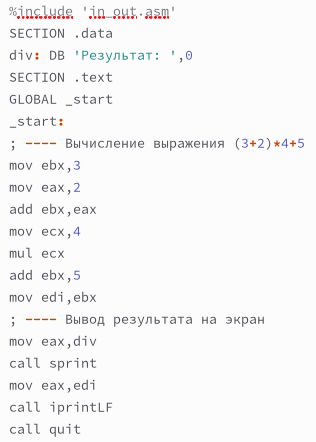 %include 'in_out.asm'
SECTION .data
div: DB 'Результат: ',0
SECTION .text
GLOBAL _start
_start:
; ---- Вычисление выражения (3+2)*4+5
mov ebx,3
mov eax,2
add ebx,eax
mov ecx,4
mul ecx
add ebx,5
mov edi,ebx
; ---- Вывод результата на экран
mov eax,div
call sprint
mov eax,edi
call iprintLF
call quit